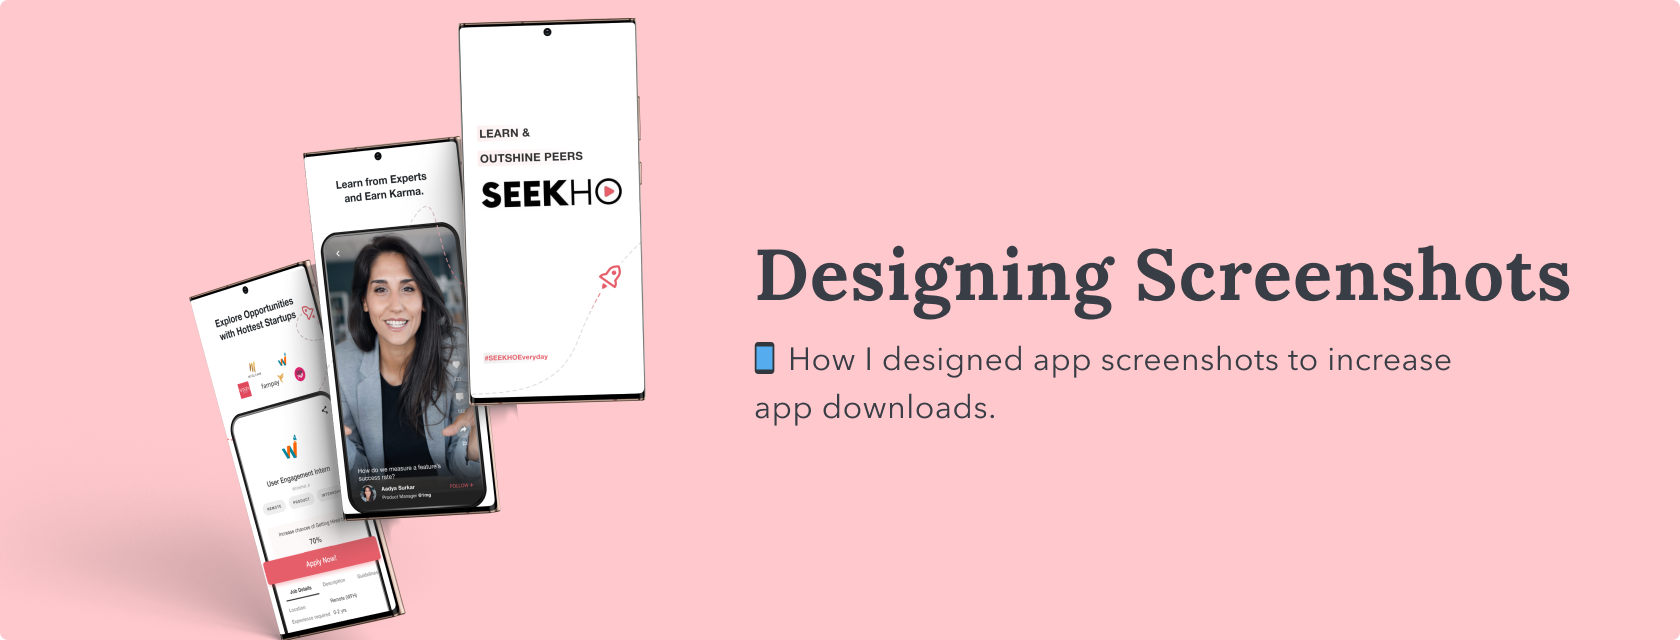 LEARN &
OUTSHINE PEERS
SEEKHO
#SEEKHOEveryday
Learn from Experts
and Earn Karma.
How do we measure a feature's
success rate?
Aadya Surkar
Product Manager @1mg
FOLLOW +
Explore Opportunities
with Hottest Startups
fampay
User Engagement Intern
REMOTE
PRODUCT
Increase chances of Getting
70%
Apply Now!
Job Details
Description
Location
Remote (WFH)
Experience required
0-2 yrs
Designing Screenshots
How I designed app screenshots to increase
app downloads.